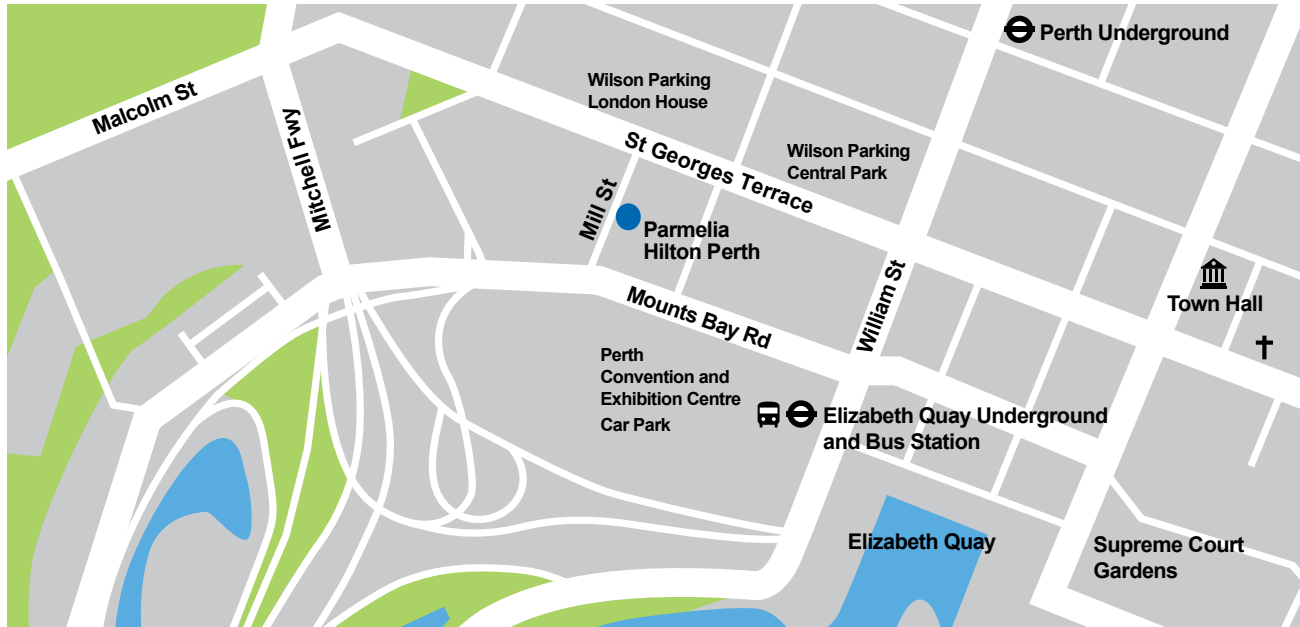 Perth Underground
Wilson Parking
London House
Malcolm St
Mitchell Fwy
St Georges Terrace
Wilson Parking
Central Park
Mill St
Parmelia
Hilton Perth
William St
Town Hall
Mounts Bay Rd
Perth
Convention and
Exhibition Centre
Car Park
Elizabeth Quay Underground
and Bus Station
Elizabeth Quay
Supreme Court
Gardens